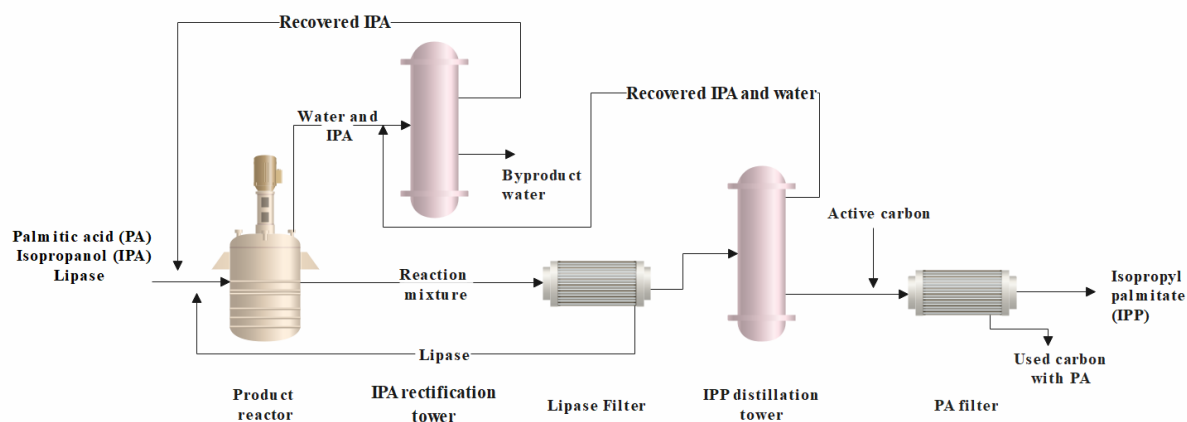 Recovered IPA
Recovered IPA and water
Water and
IPA
Byproduct
water
Active carbon
Palmitic acid (PA)
Isopropanol (IPA)
Lipase
Reaction
mixture
Isopropyl
palmitate
(IPP)
Lipase
Used carbon
with PA
Product
reactor
IPA rectification
tower
Lipase Filter
IPP distillation
tower
PA filter